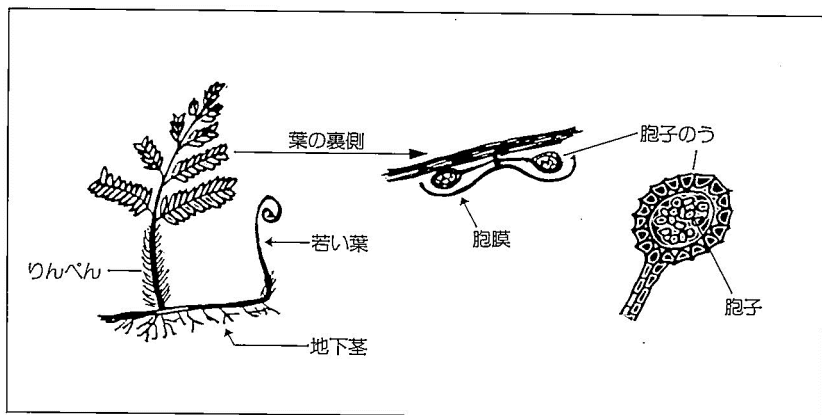 葉の裏側
胞子のう
胞膜
若い葉
りんぺん
胞子
地下茎